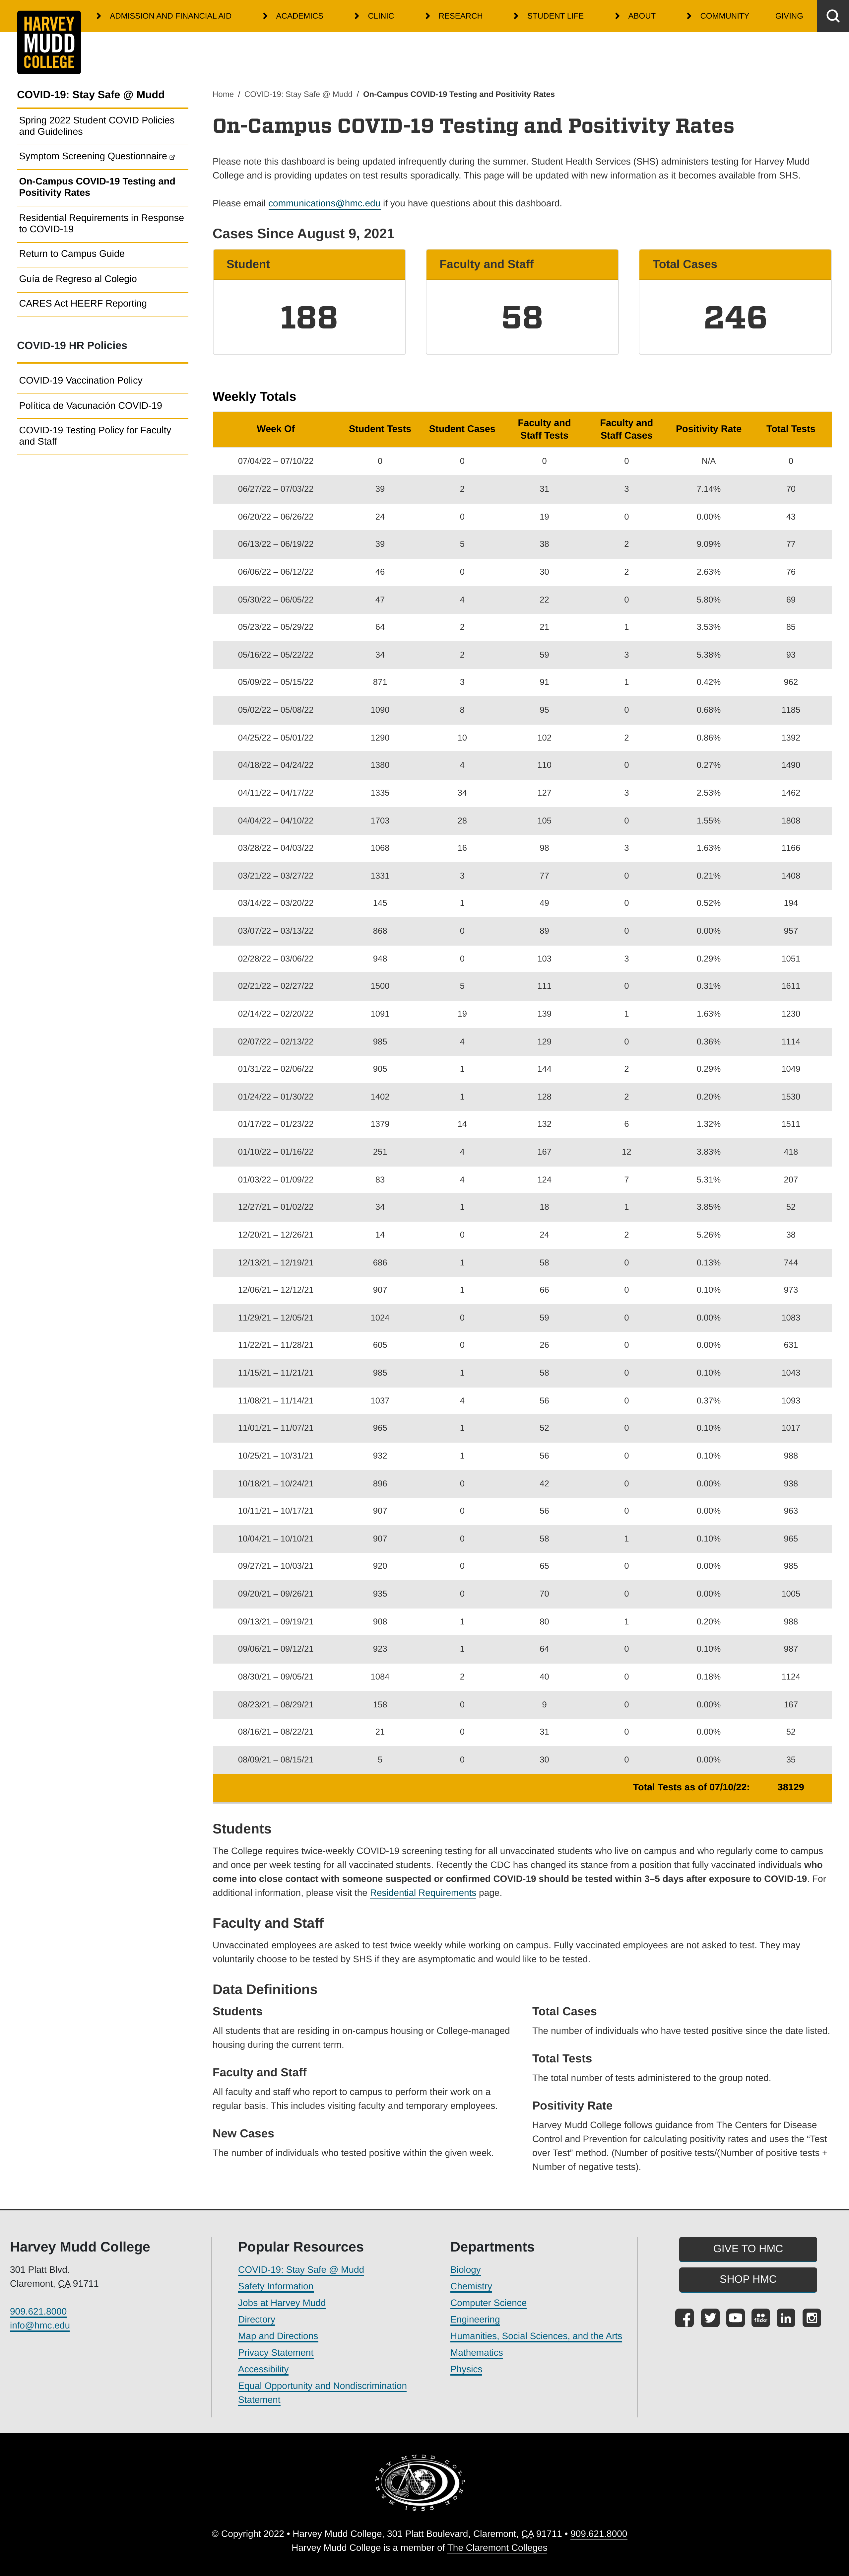 HARVEY
MUDD
COLLEGE
ADMISSION AND FINANCIAL AID ACADEMICS CLINIC RESEARCH STUDENT LIFE ABOUT COMMUNITY GIVING
COVID-19: Stay Safe @ Mudd
Spring 2022 Student COVID Policies
and Guidelines
Symptom Screening Questionnaire
On-Campus COVID-19 Testing and
Positivity Rates
Residential Requirements in Response
to COVID-19
Return to Campus Guide
Guía de Regreso al Colegio
CARES Act HEERF Reporting
COVID-19 HR Policies
COVID-19 Vaccination Policy
Política de Vacunación COVID-19
COVID-19 Testing Policy for Faculty
and Staff
Home / COVID-19: Stay Safe @ Mudd / On-Campus COVID-19 Testing and Positivity Rates
On-Campus COVID-19 Testing and Positivity Rates
Please note this dashboard is being updated infrequently during the summer. Student Health Services (SHS) administers testing for Harvey Mudd
College and is providing updates on test results sporadically. This page will be updated with new information as it becomes available from SHS.
Please email communications@hmc.edu if you have questions about this dashboard.
Cases Since August 9, 2021
Student Faculty and Staff Total Cases
188 58 246
Weekly Totals
Week Of Student Tests Student Cases Faculty and Staff Tests Faculty and Staff Cases Positivity Rate Total Tests
07/04/22 – 07/10/22 0 0 0 0 N/A 0
06/27/22 – 07/03/22 39 2 31 3 7.14% 70
06/20/22 – 06/26/22 24 0 19 0 0.00% 43
06/13/22 – 06/19/22 39 5 38 2 9.09% 77
06/06/22 – 06/12/22 46 0 30 2 2.63% 76
05/30/22 – 06/05/22 47 4 22 0 5.80% 69
05/23/22 – 05/29/22 64 2 21 1 3.53% 85
05/16/22 – 05/22/22 34 2 59 3 5.38% 93
05/09/22 – 05/15/22 871 3 91 1 0.42% 962
05/02/22 – 05/08/22 1090 8 95 0 0.68% 1185
04/25/22 – 05/01/22 1290 10 102 2 0.86% 1392
04/18/22 – 04/24/22 1380 4 110 0 0.27% 1490
04/11/22 – 04/17/22 1335 34 127 3 2.53% 1462
04/04/22 – 04/10/22 1703 28 105 0 1.55% 1808
03/28/22 – 04/03/22 1068 16 98 3 1.63% 1166
03/21/22 – 03/27/22 1331 3 77 0 0.21% 1408
03/14/22 – 03/20/22 145 1 49 0 0.52% 194
03/07/22 – 03/13/22 868 0 89 0 0.00% 957
02/28/22 – 03/06/22 948 0 103 3 0.29% 1051
02/21/22 – 02/27/22 1500 5 111 0 0.31% 1611
02/14/22 – 02/20/22 1091 19 139 1 1.63% 1230
02/07/22 – 02/13/22 985 4 129 0 0.36% 1114
01/31/22 – 02/06/22 905 1 144 2 0.29% 1049
01/24/22 – 01/30/22 1402 1 128 2 0.20% 1530
01/17/22 – 01/23/22 1379 14 132 6 1.32% 1511
01/10/22 – 01/16/22 251 4 167 12 3.83% 418
01/03/22 – 01/09/22 83 4 124 7 5.31% 207
12/27/21 – 01/02/22 34 1 18 1 3.85% 52
12/20/21 – 12/26/21 14 0 24 2 5.26% 38
12/13/21 – 12/19/21 686 1 58 0 0.13% 744
12/06/21 – 12/12/21 907 1 66 0 0.10% 973
11/29/21 – 12/05/21 1024 0 59 0 0.00% 1083
11/22/21 – 11/28/21 605 0 26 0 0.00% 631
11/15/21 – 11/21/21 985 1 58 0 0.10% 1043
11/08/21 – 11/14/21 1037 4 56 0 0.37% 1093
11/01/21 – 11/07/21 965 1 52 0 0.10% 1017
10/25/21 – 10/31/21 932 1 56 0 0.10% 988
10/18/21 – 10/24/21 896 0 42 0 0.00% 938
10/11/21 – 10/17/21 907 0 56 0 0.00% 963
10/04/21 – 10/10/21 907 0 58 1 0.10% 965
09/27/21 – 10/03/21 920 0 65 0 0.00% 985
09/20/21 – 09/26/21 935 0 70 0 0.00% 1005
09/13/21 – 09/19/21 908 1 80 1 0.20% 988
09/06/21 – 09/12/21 923 1 64 0 0.10% 987
08/30/21 – 09/05/21 1084 2 40 0 0.18% 1124
08/23/21 – 08/29/21 158 0 9 0 0.00% 167
08/16/21 – 08/22/21 21 0 31 0 0.00% 52
08/09/21 – 08/15/21 5 0 30 0 0.00% 35
Total Tests as of 07/10/22: 38129
Students
The College requires twice-weekly COVID-19 screening testing for all unvaccinated students who live on campus and who regularly come to campus
and once per week testing for all vaccinated students. Recently the CDC has changed its stance from a position that fully vaccinated individuals who
come into close contact with someone suspected or confirmed COVID-19 should be tested within 3–5 days after exposure to COVID-19. For
additional information, please visit the Residential Requirements page.
Faculty and Staff
Unvaccinated employees are asked to test twice weekly while working on campus. Fully vaccinated employees are not asked to test. They may
voluntarily choose to be tested by SHS if they are asymptomatic and would like to be tested.
Data Definitions
Students
All students that are residing in on-campus housing or College-managed
housing during the current term.
Faculty and Staff
All faculty and staff who report to campus to perform their work on a
regular basis. This includes visiting faculty and temporary employees.
New Cases
The number of individuals who tested positive within the given week.
Total Cases
The number of individuals who have tested positive since the date listed.
Total Tests
The total number of tests administered to the group noted.
Positivity Rate
Harvey Mudd College follows guidance from The Centers for Disease
Control and Prevention for calculating positivity rates and uses the “Test
over Test” method. (Number of positive tests/(Number of positive tests +
Number of negative tests).
Harvey Mudd College
301 Platt Blvd.
Claremont, CA 91711
909.621.8000
info@hmc.edu
Popular Resources
COVID-19: Stay Safe @ Mudd
Safety Information
Jobs at Harvey Mudd
Directory
Map and Directions
Privacy Statement
Accessibility
Equal Opportunity and Nondiscrimination
Statement
Departments
Biology
Chemistry
Computer Science
Engineering
Humanities, Social Sciences, and the Arts
Mathematics
Physics
GIVE TO HMC
SHOP HMC
flickr
HARVEY MUDD COLLEGE
1955
© Copyright 2022 • Harvey Mudd College, 301 Platt Boulevard, Claremont, CA 91711 • 909.621.8000
Harvey Mudd College is a member of The Claremont Colleges